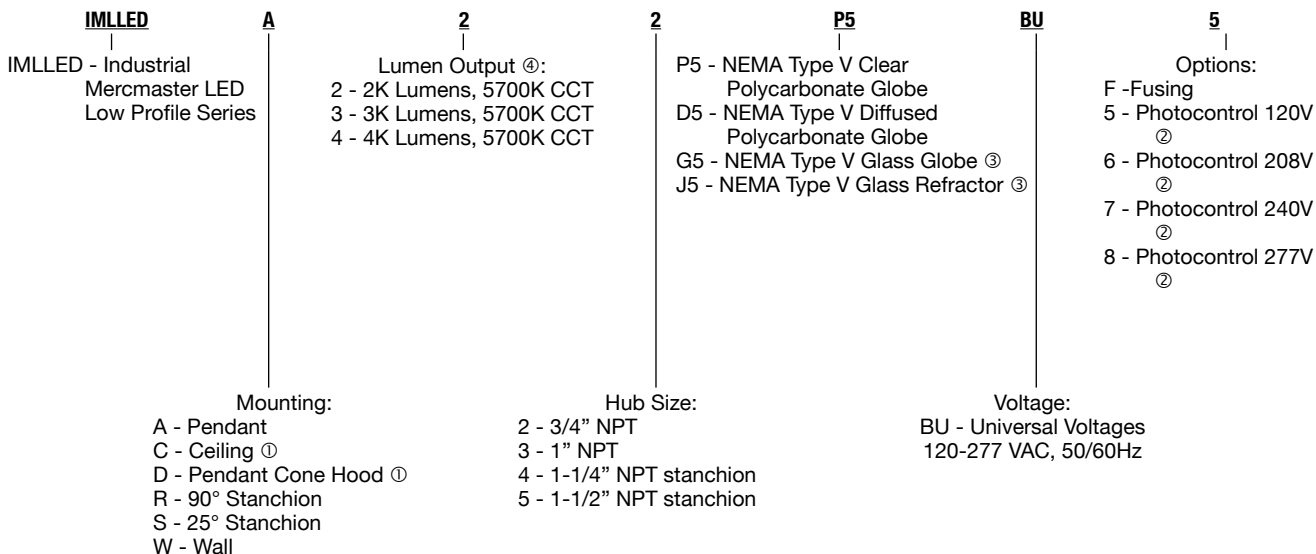 IMLLED A 2 2 P5 BU 5
IMLLED - Industrial
Mercmaster LED
Low Profile Series
Lumen Output ④:
2 - 2K Lumens, 5700K CCT
3 - 3K Lumens, 5700K CCT
4 - 4K Lumens, 5700K CCT
P5 - NEMA Type V Clear
Polycarbonate Globe
D5 - NEMA Type V Diffused
Polycarbonate Globe
G5 - NEMA Type V Glass Globe ③
J5 - NEMA Type V Glass Refractor ③
Options:
F -Fusing
5 - Photocontrol 120V
②
6 - Photocontrol 208V
②
7 - Photocontrol 240V
②
8 - Photocontrol 277V
②
Mounting:
A - Pendant
C - Ceiling ①
D - Pendant Cone Hood ①
R - 90° Stanchion
S - 25° Stanchion
W - Wall
Hub Size:
2 - 3/4” NPT
3 - 1” NPT
4 - 1-1/4” NPT stanchion
5 - 1-1/2” NPT stanchion
Voltage:
BU - Universal Voltages
120-277 VAC, 50/60Hz